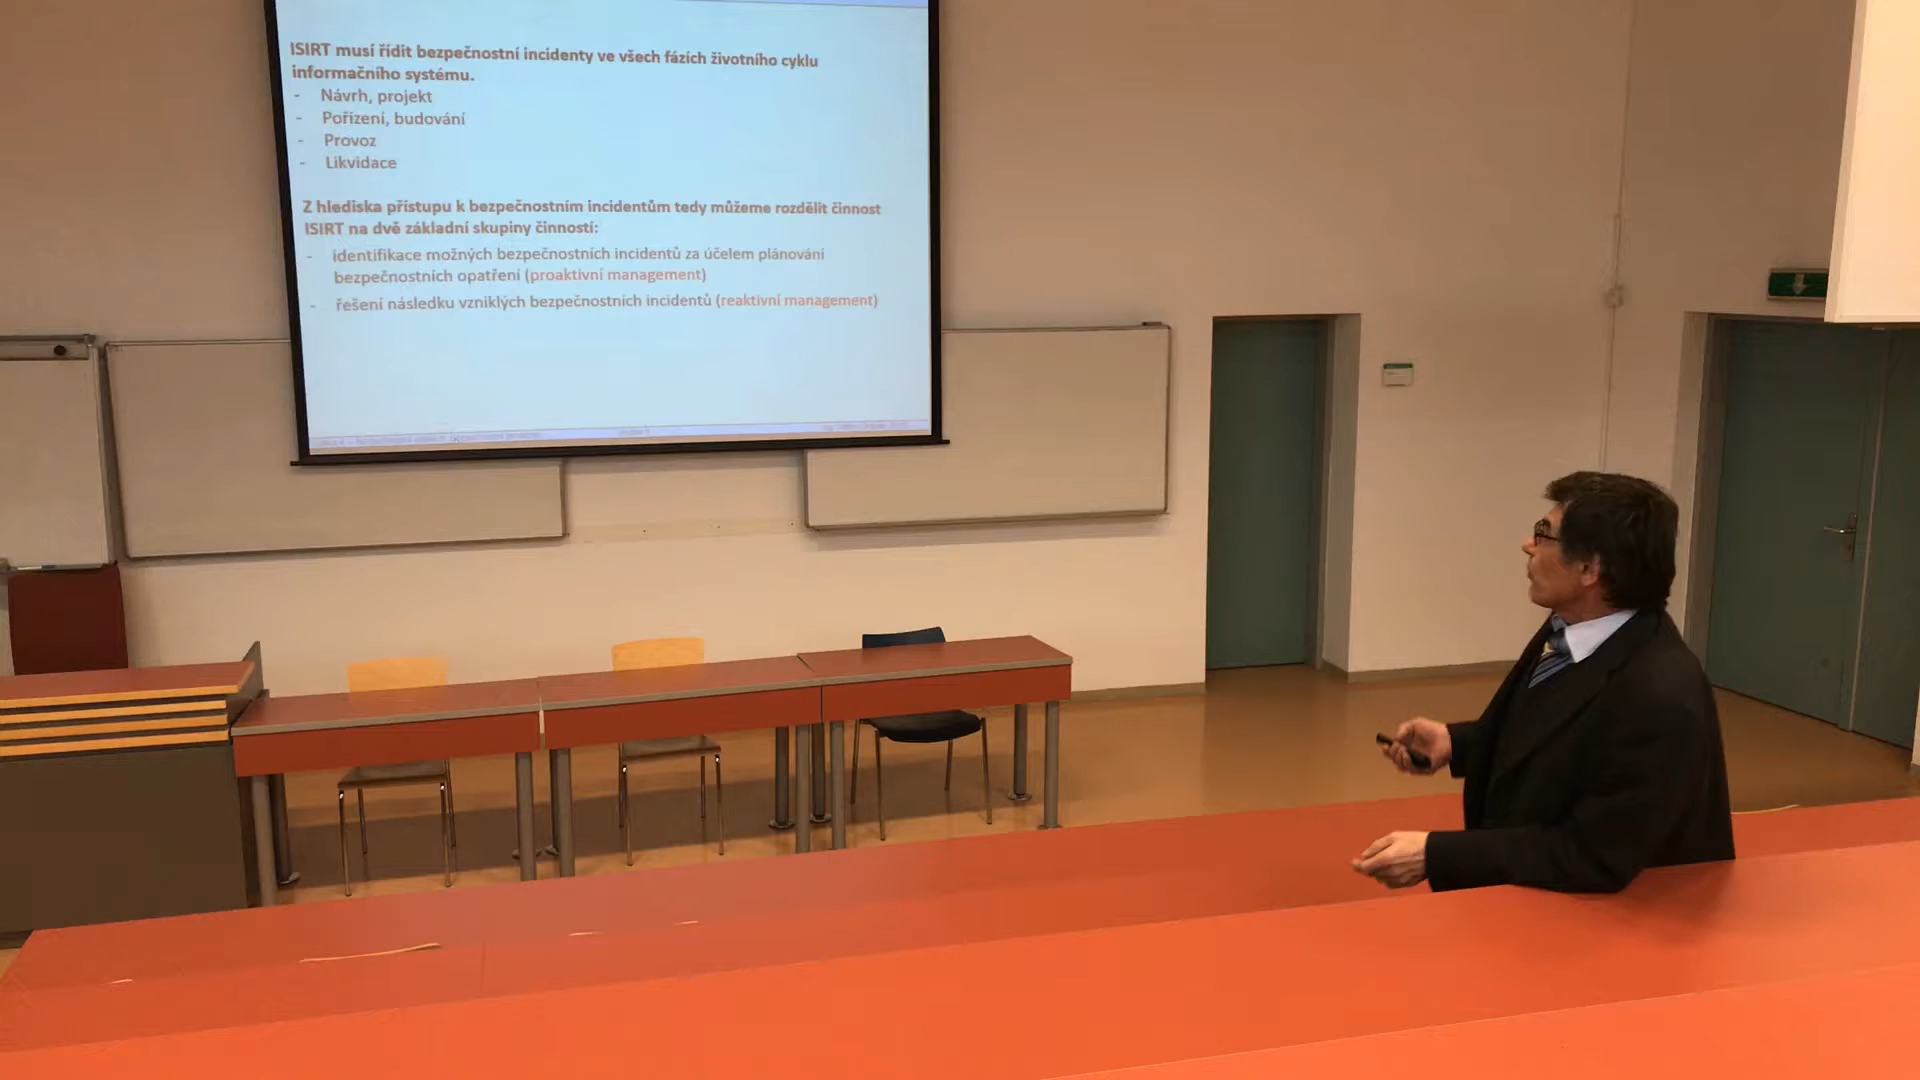 ISIRT musí řídit bezpečnostní incidenty ve všech fázích životního cyklu
informačního systému.
- Návrh, projekt
- Pořízení, budování
- Provoz
- Likvidace
Z hlediska přístupu k bezpečnostním incidentům tedy můžeme rozdělit činnost
ISIRT na dvě základní skupiny činností:
- identifikace možných bezpečnostních incidentů za účelem plánování
bezpečnostních opatření (proaktivní management)
- řešení následku vzniklých bezpečnostních incidentů (reaktivní management)